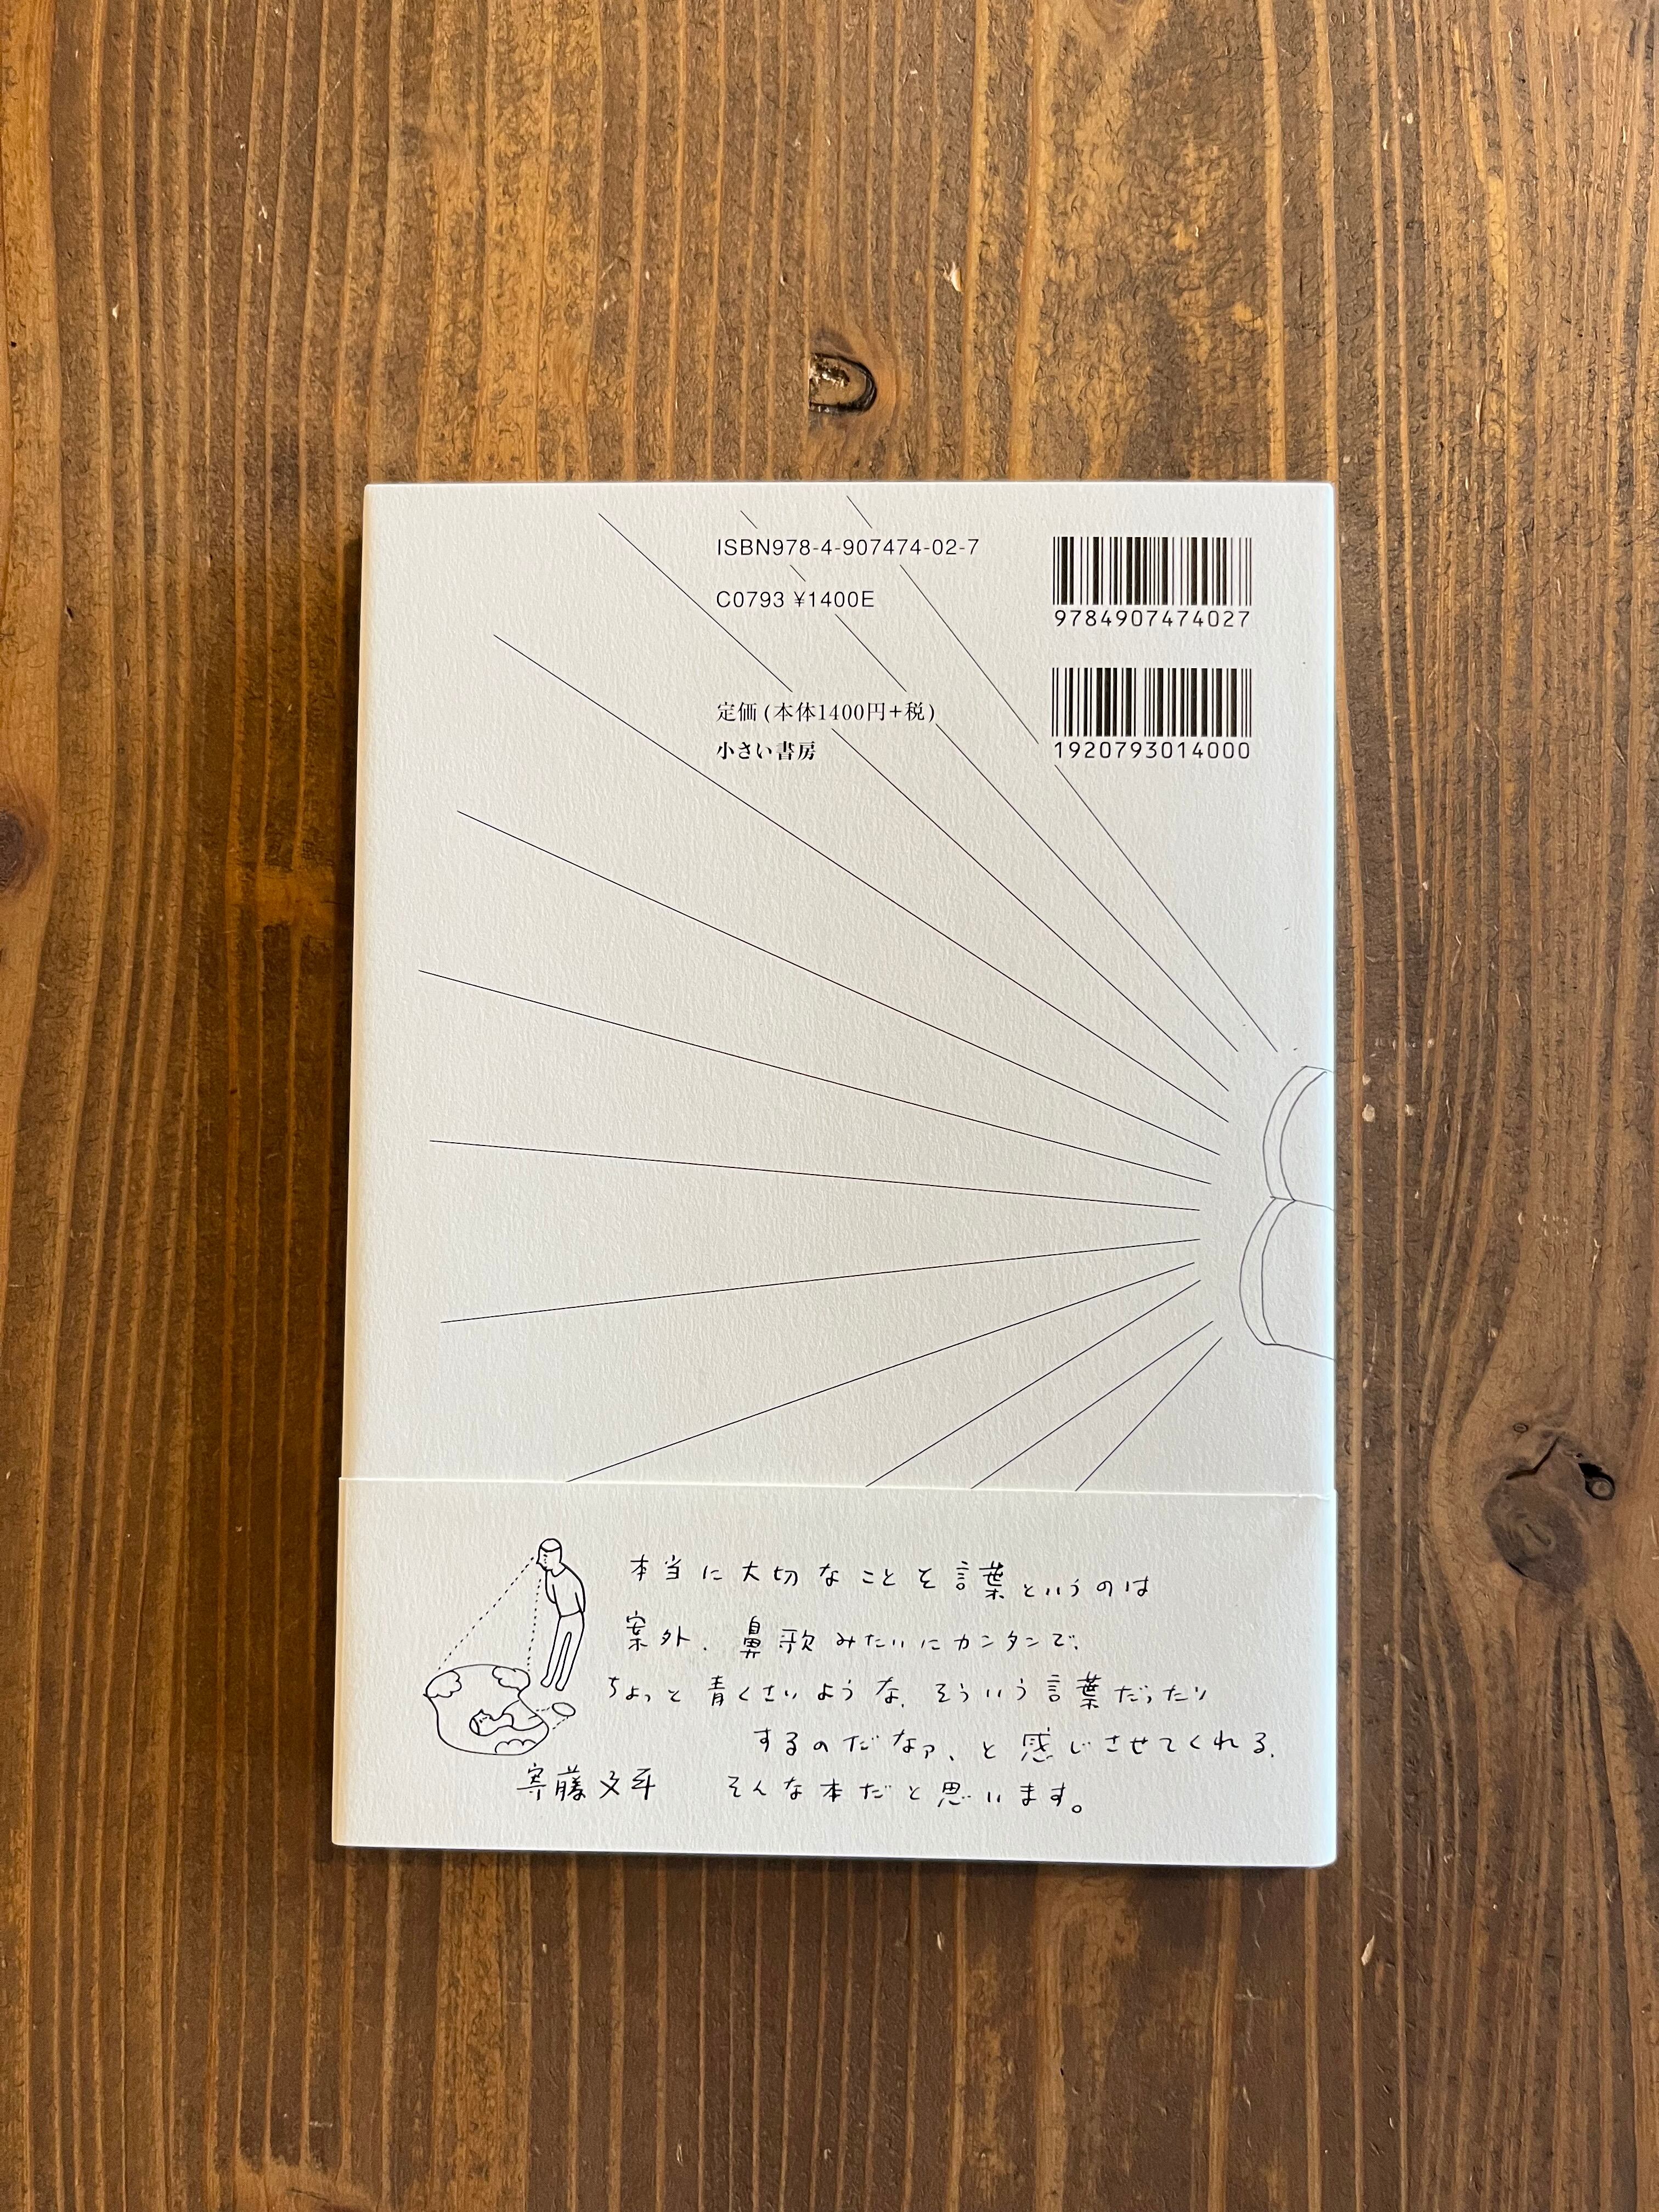 ISBN978-4-907474-02-7
C0793 ¥1400E
9784907474027
定価(本体1400円+税)
小さい書房
1920793014000
本当に大切なことを言葉というのは
案外、鼻歌みたいにカンタンで、
ちょっと青くさいような、そういう言葉だったり
するのだなァ、と感じさせてくれる、
そんな本だと思います。
寄藤文平